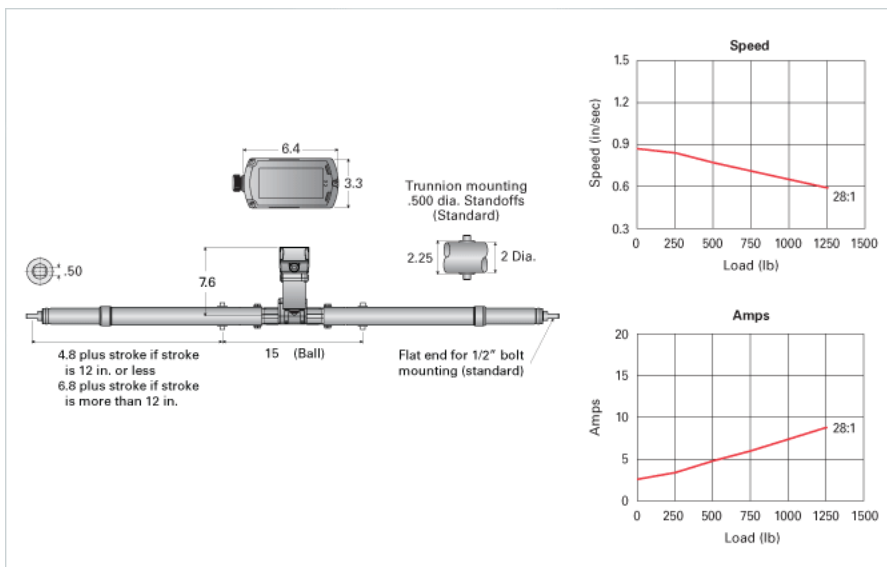 6.4
3.3
Trunnion mounting
.500 dia. Standoffs
(Standard)
2.25
2 Dia.
.50
7.6
4.8 plus stroke if stroke
is 12 in. or less
6.8 plus stroke if stroke
is more than 12 in.
15 (Ball)
Flat end for 1/2" bolt
mounting (standard)
Speed
1.5
1.2
0.9
0.6
0.3
Speed (in/sec)
28:1
0 250 500 750 1000 1250 1500
Load (lb)
Amps
20
15
10
5
0
Amps
28:1
0 250 500 750 1000 1250 1500
Load (lb)